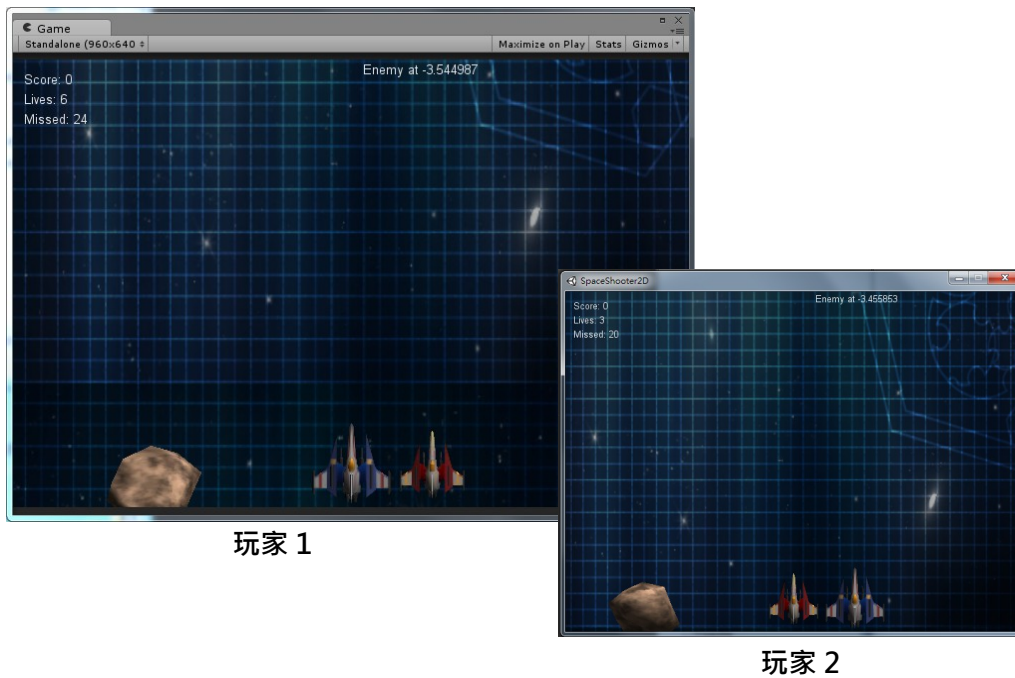 Game
Standalone (960x640
Maximize on Play Stats Gizmos
Enemy at -3.544987
Score: 0
Lives: 6
Missed: 24
玩家 1
SpaceShooter2D
Enemy at -3.455853
Score: 0
Lives: 3
Missed: 20
玩家 2